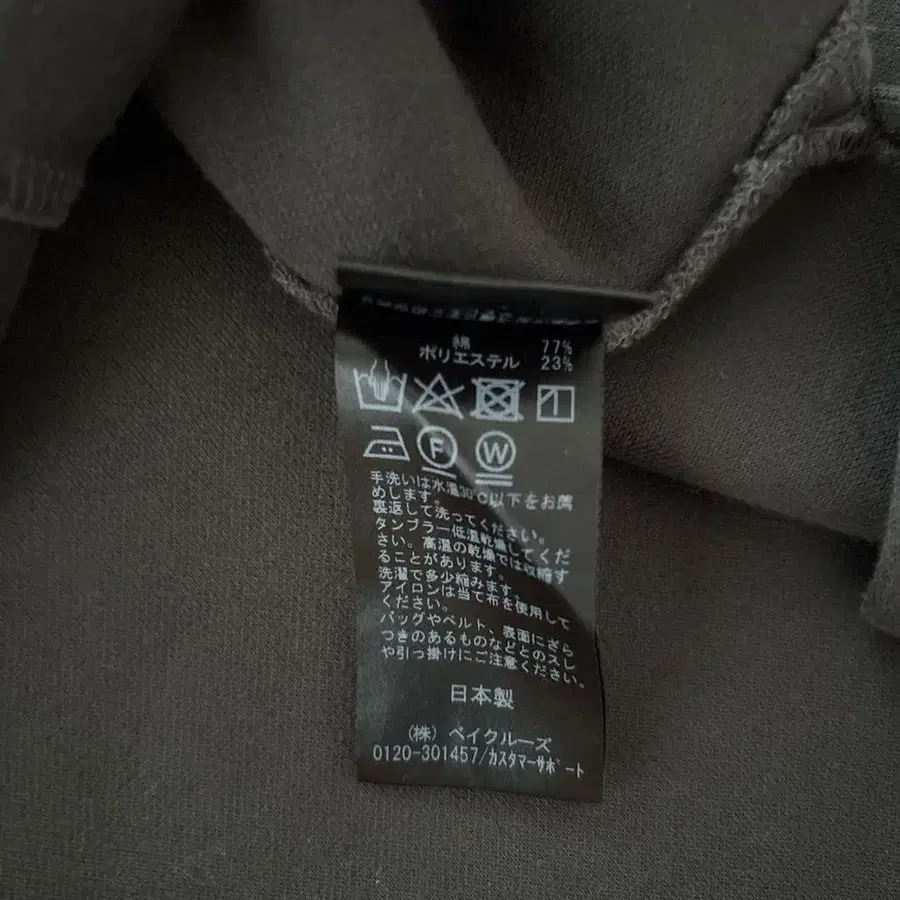 綿 77%
ポリエステル 23%
F W
手洗いは水温30℃以下をお薦
めします。
裏返して洗ってください。
タンブラー低温乾燥してくだ
さい。高温の乾燥では収縮す
ることがあります。
洗濯で多少縮みます。
アイロンは当て布を使用して
ください。
バッグやベルト、表面にざら
つきのあるものなどとのスレ
や引っ掛けにご注意ください。
日本製
(株) ベイクルーズ
0120-301457/カスタマーサポート